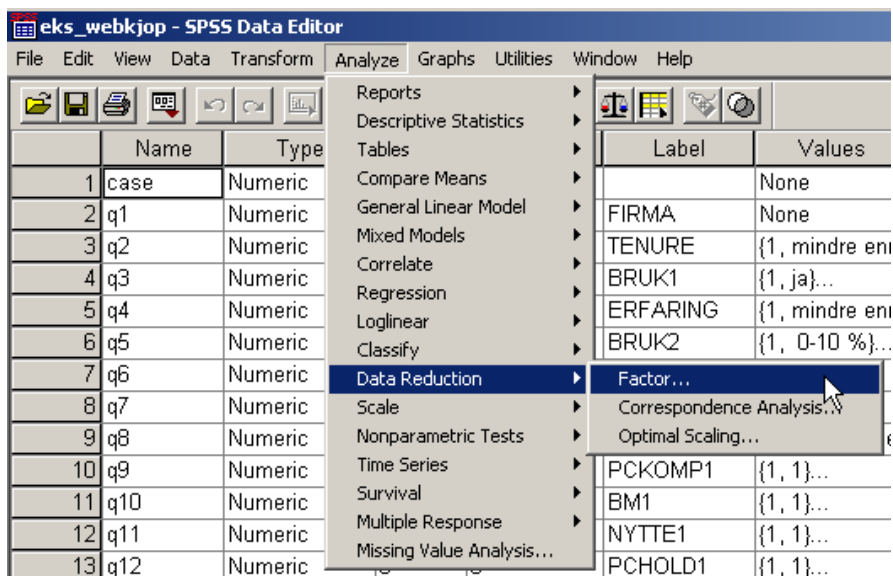 eks_webkjop - SPSS Data Editor
File Edit View Data Transform Analyze Graphs Utilities Window Help
Name Type Label Values
1 case Numeric None
2 q1 Numeric FIRMA None
3 q2 Numeric TENURE {1, mindre enn
4 q3 Numeric BRUK1 {1, ja}...
5 q4 Numeric ERFARING {1, mindre enn
6 q5 Numeric BRUK2 {1, 0-10 %}...
7 q6 Numeric
8 q7 Numeric
9 q8 Numeric
10 q9 Numeric PCKOMP1 {1, 1}...
11 q10 Numeric BM1 {1, 1}...
12 q11 Numeric NYTTE1 {1, 1}...
13 q12 Numeric PCHOLD1 {1, 1}...
Reports
Descriptive Statistics
Tables
Compare Means
General Linear Model
Mixed Models
Correlate
Regression
Loglinear
Classify
Data Reduction
Scale
Nonparametric Tests
Time Series
Survival
Multiple Response
Missing Value Analysis...
Factor...
Correspondence Analysis...
Optimal Scaling...